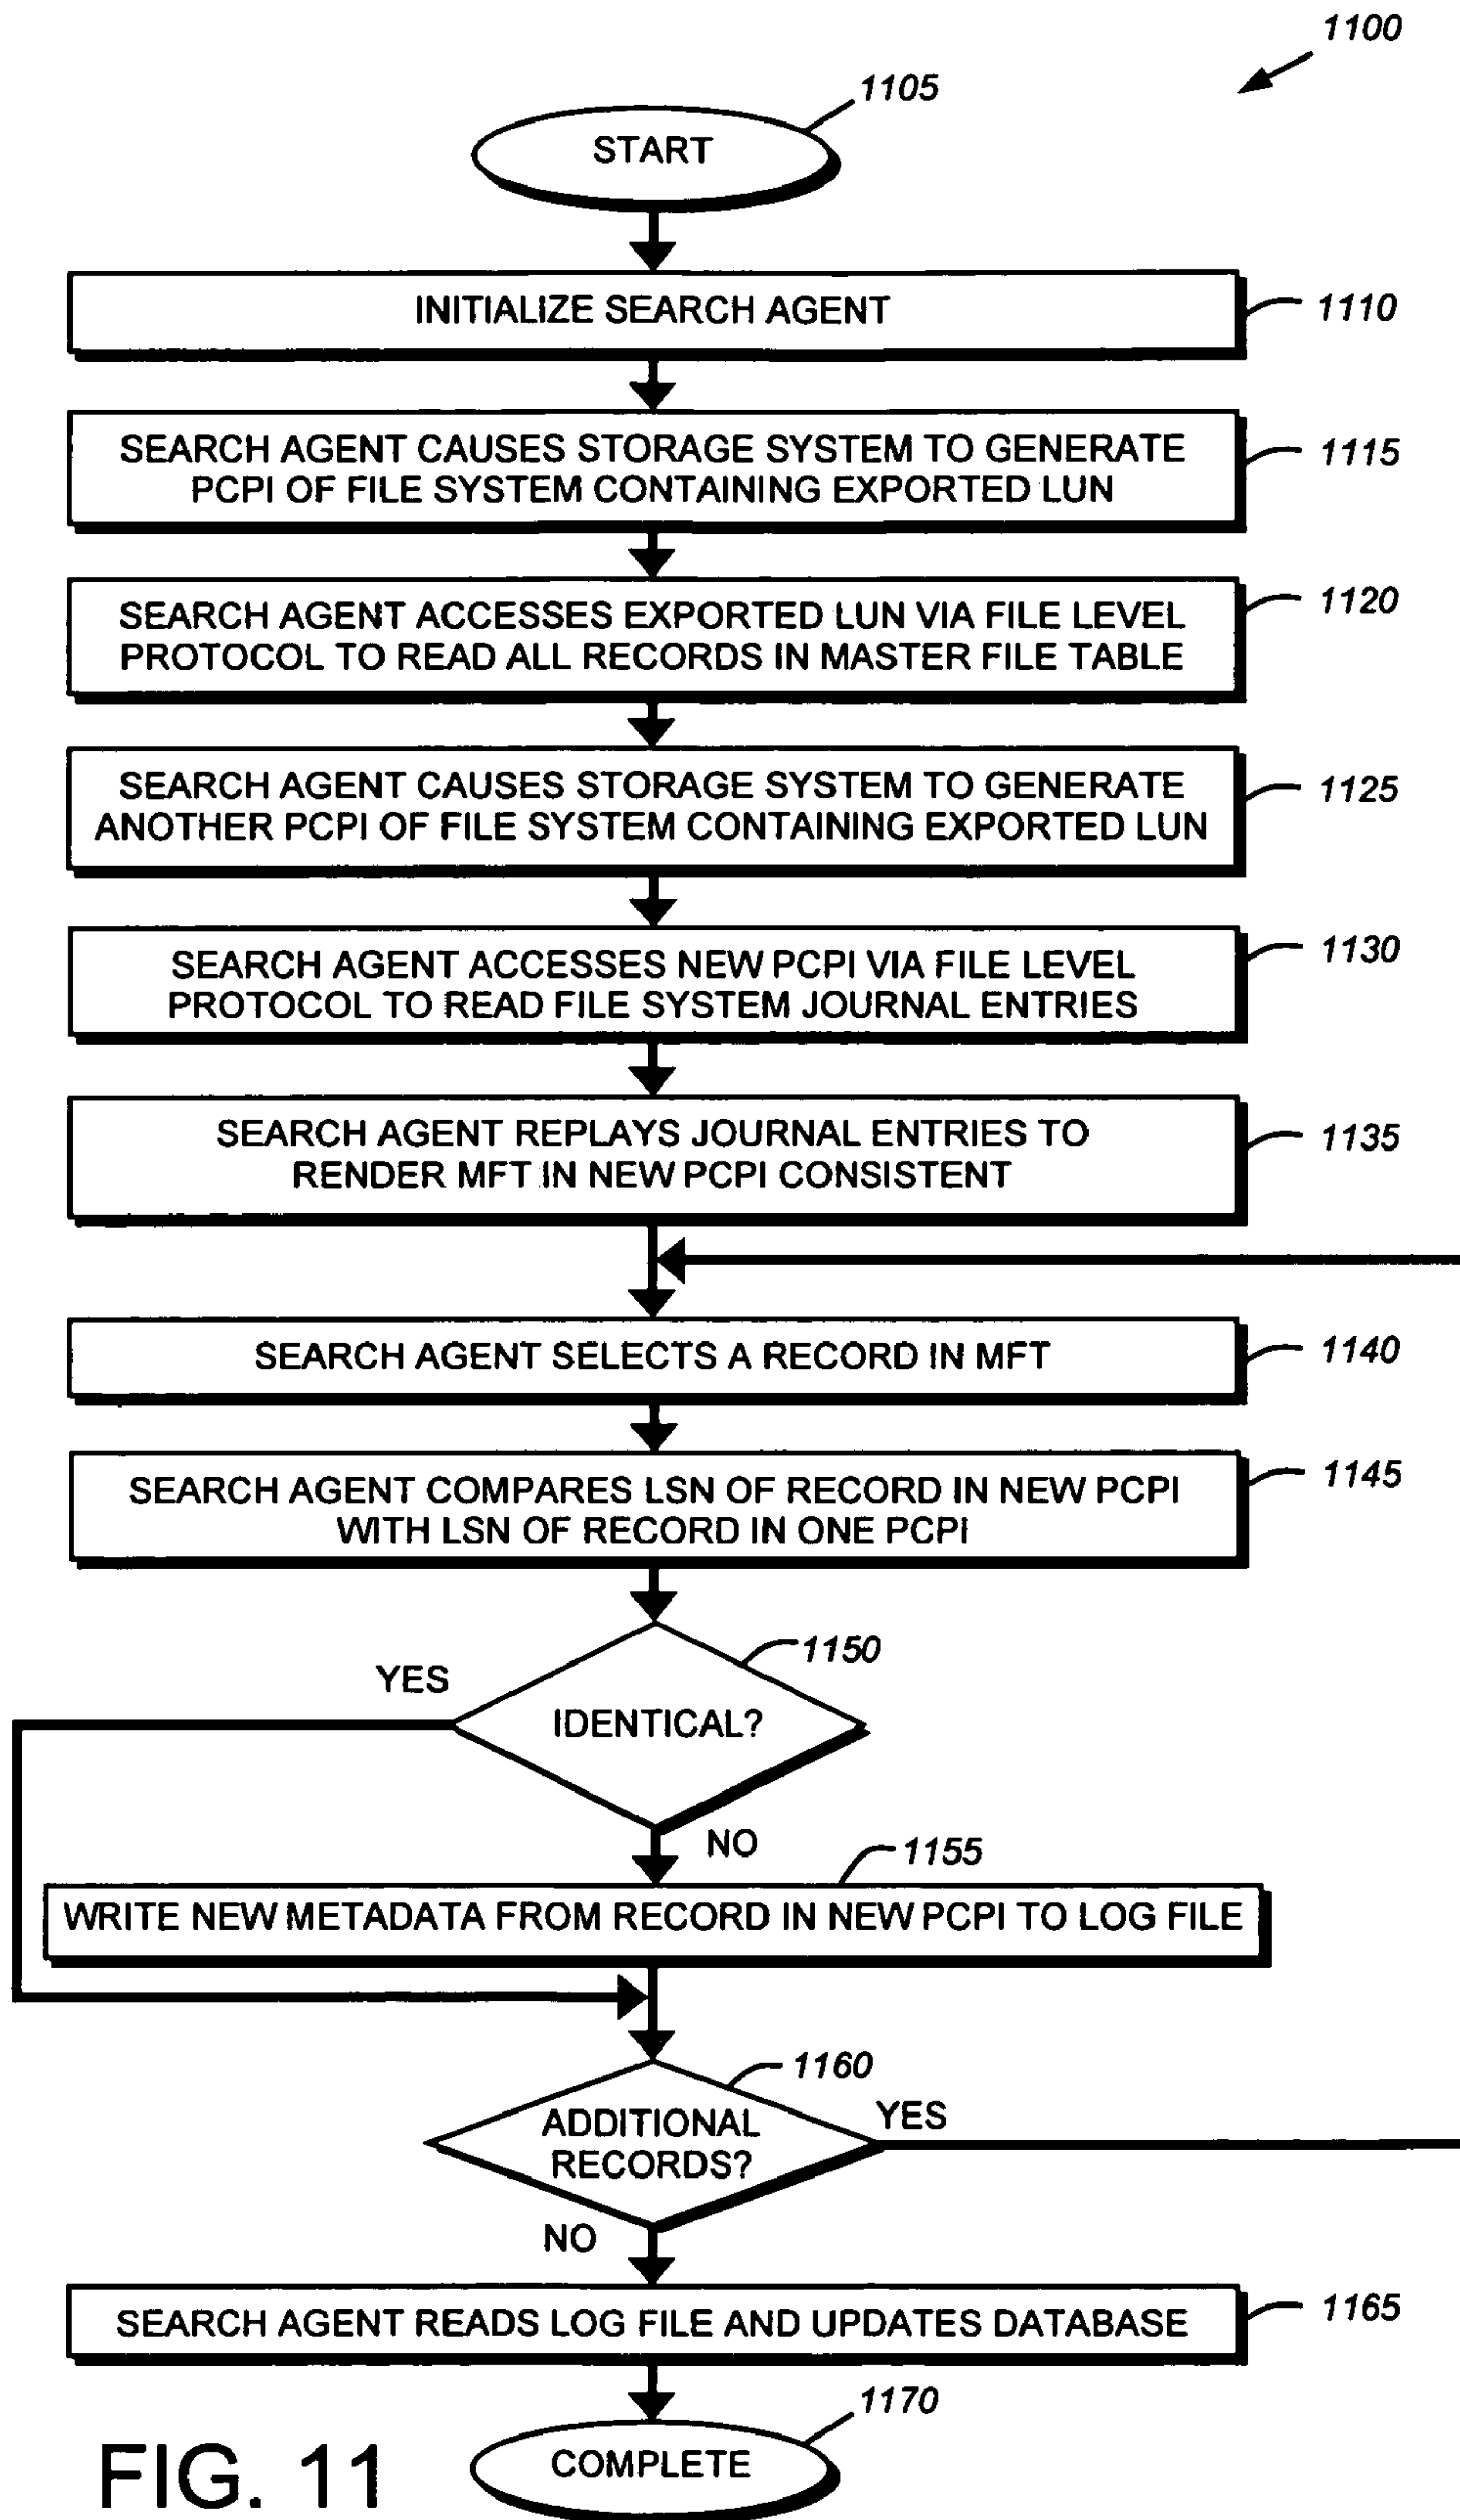 1100
1105
START
INITIALIZE SEARCH AGENT
1110
SEARCH AGENT CAUSES STORAGE SYSTEM TO GENERATE
PCPI OF FILE SYSTEM CONTAINING EXPORTED LUN
1115
SEARCH AGENT ACCESSES EXPORTED LUN VIA FILE LEVEL
PROTOCOL TO READ ALL RECORDS IN MASTER FILE TABLE
1120
SEARCH AGENT CAUSES STORAGE SYSTEM TO GENERATE
ANOTHER PCPI OF FILE SYSTEM CONTAINING EXPORTED LUN
1125
SEARCH AGENT ACCESSES NEW PCPI VIA FILE LEVEL
PROTOCOL TO READ FILE SYSTEM JOURNAL ENTRIES
1130
SEARCH AGENT REPLAYS JOURNAL ENTRIES TO
RENDER MFT IN NEW PCPI CONSISTENT
1135
SEARCH AGENT SELECTS A RECORD IN MFT
1140
SEARCH AGENT COMPARES LSN OF RECORD IN NEW PCPI
WITH LSN OF RECORD IN ONE PCPI
1145
1150
YES
IDENTICAL?
NO
1155
WRITE NEW METADATA FROM RECORD IN NEW PCPI TO LOG FILE
1160
ADDITIONAL
RECORDS?
YES
NO
SEARCH AGENT READS LOG FILE AND UPDATES DATABASE
1165
1170
COMPLETE
FIG. 11